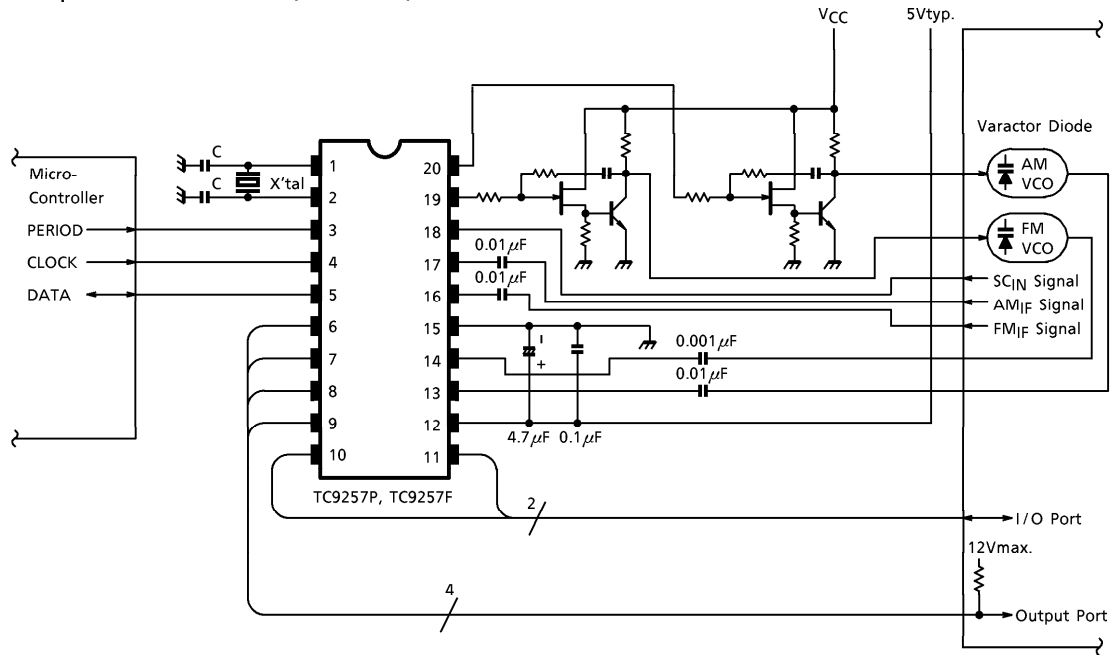 VCC
5Vtyp.
Varactor Diode
AM
VCO
FM
VCO
SCIN Signal
AMIF Signal
FMIF Signal
Micro-
Controller
PERIOD
CLOCK
DATA
C
C
X'tal
1
2
3
4
5
6
7
8
9
10
20
19
18
17
16
15
14
13
12
11
0.01μF
0.01μF
0.001μF
0.01μF
+
4.7μF
0.1μF
TC9257P, TC9257F
2
I/O Port
12Vmax.
4
Output Port